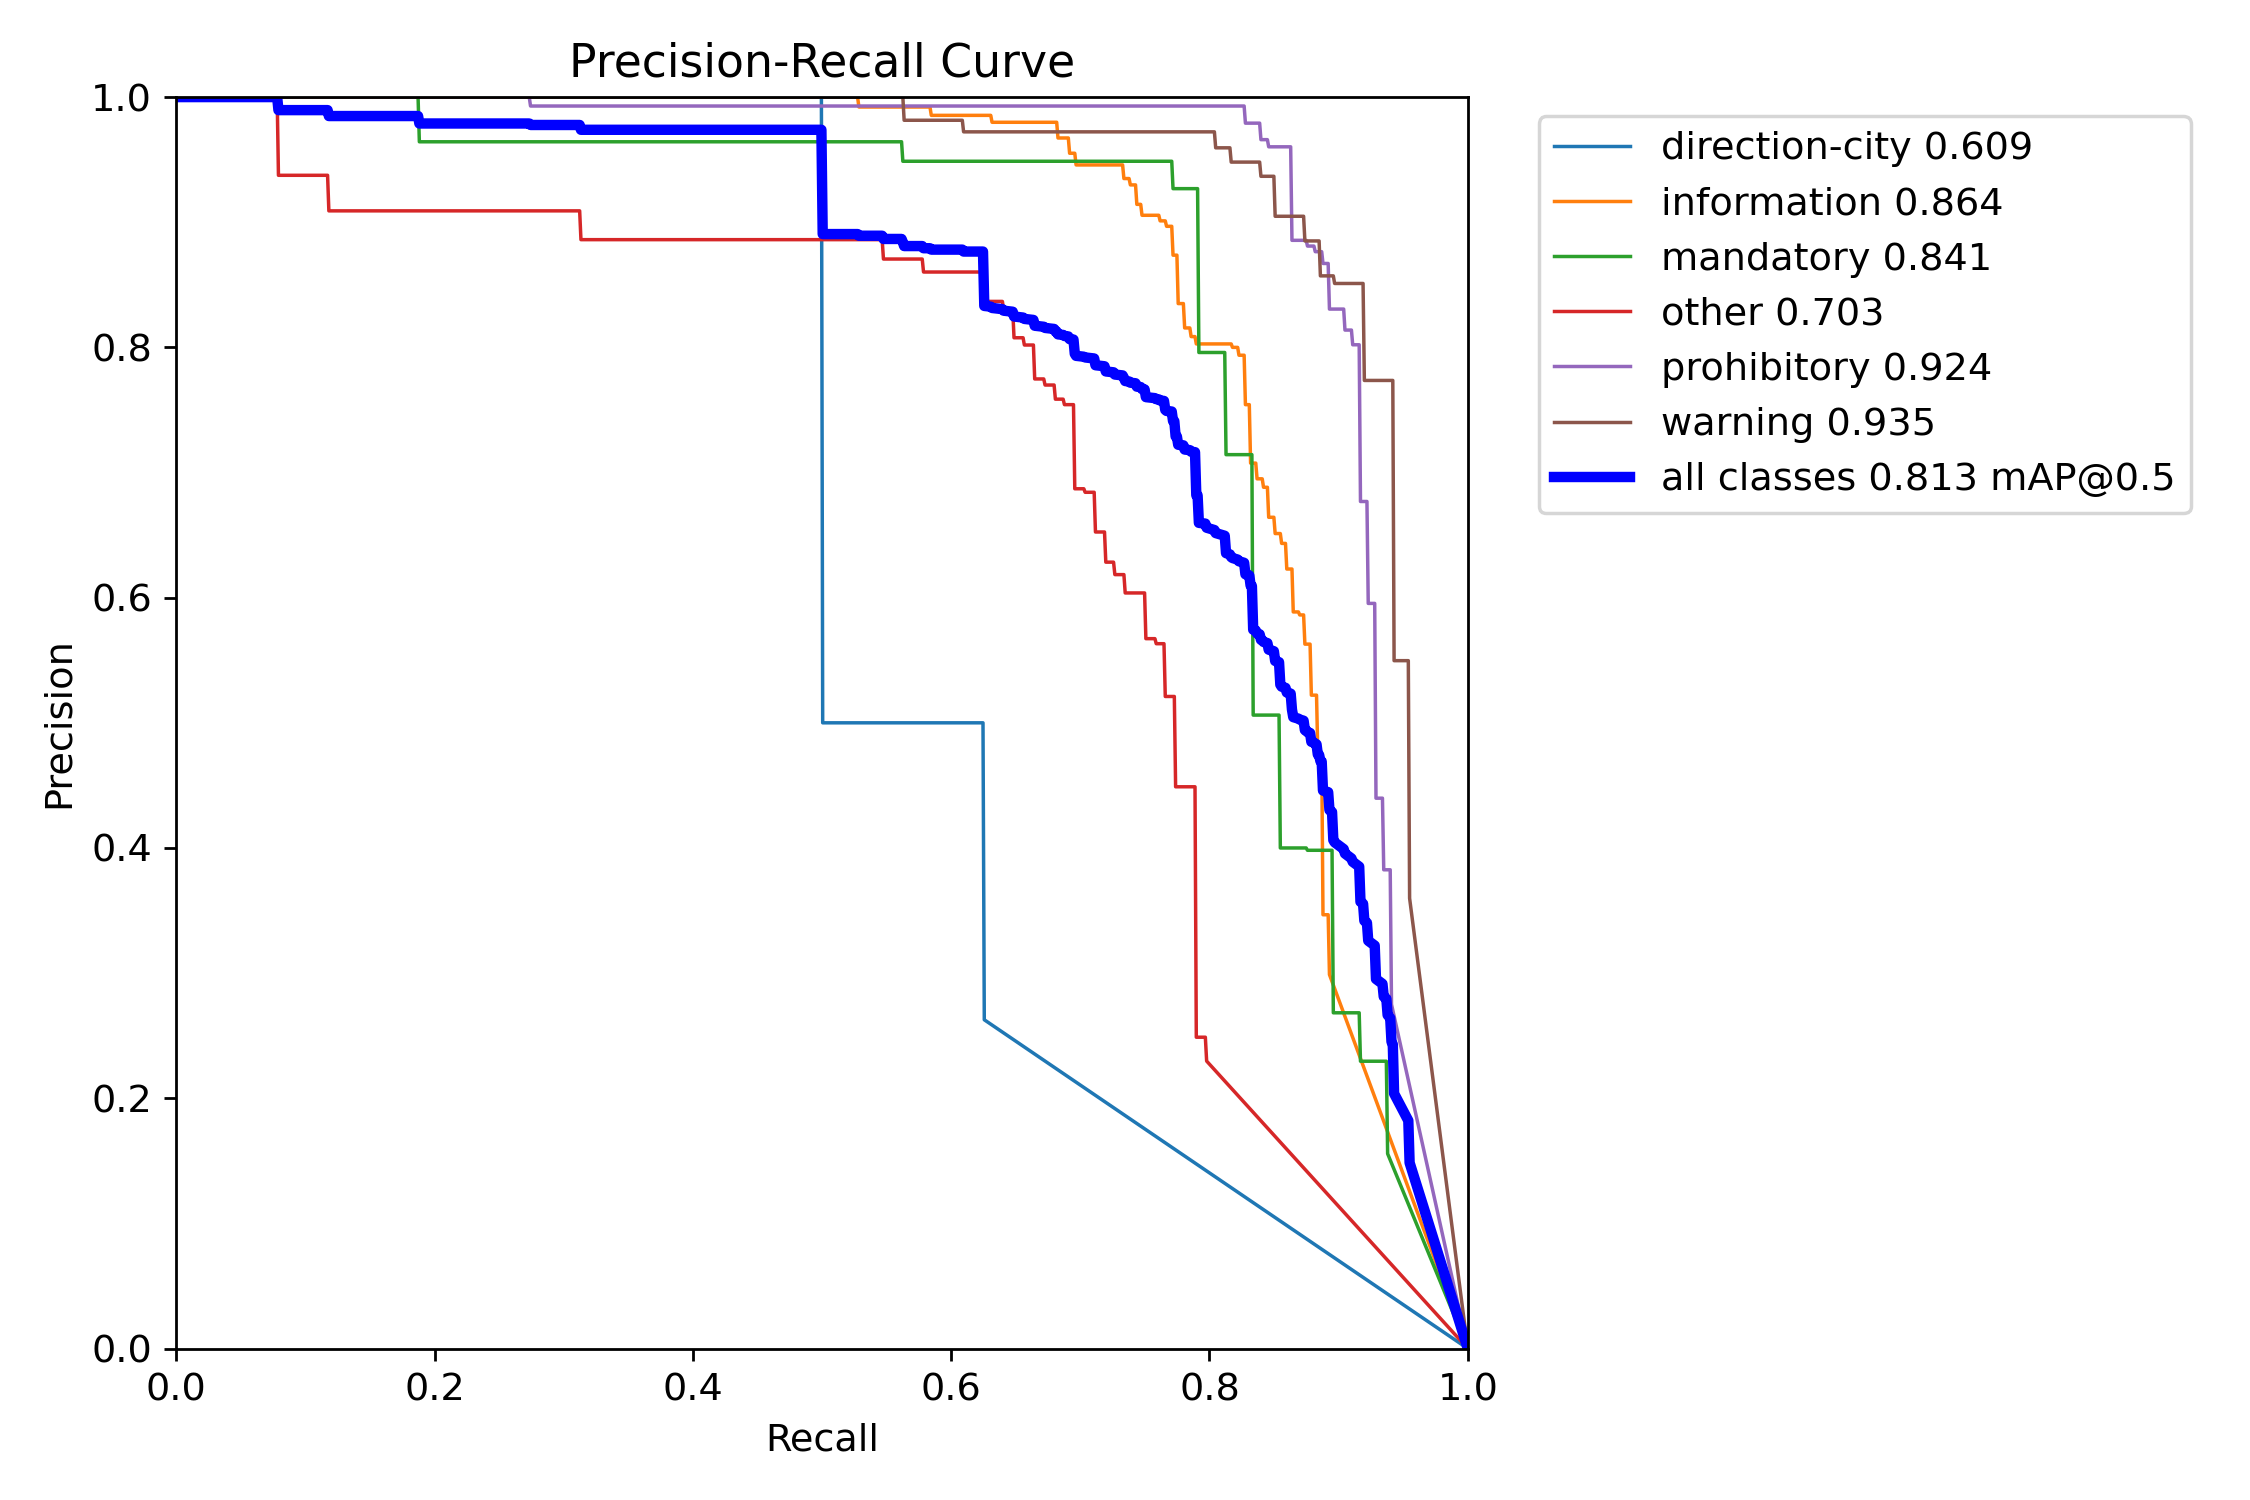 Precision-Recall Curve
1.0
0.8
0.6
0.4
0.2
0.0
Precision
0.0 0.2 0.4 0.6 0.8 1.0
Recall
direction-city 0.609
information 0.864
mandatory 0.841
other 0.703
prohibitory 0.924
warning 0.935
all classes 0.813 mAP@0.5